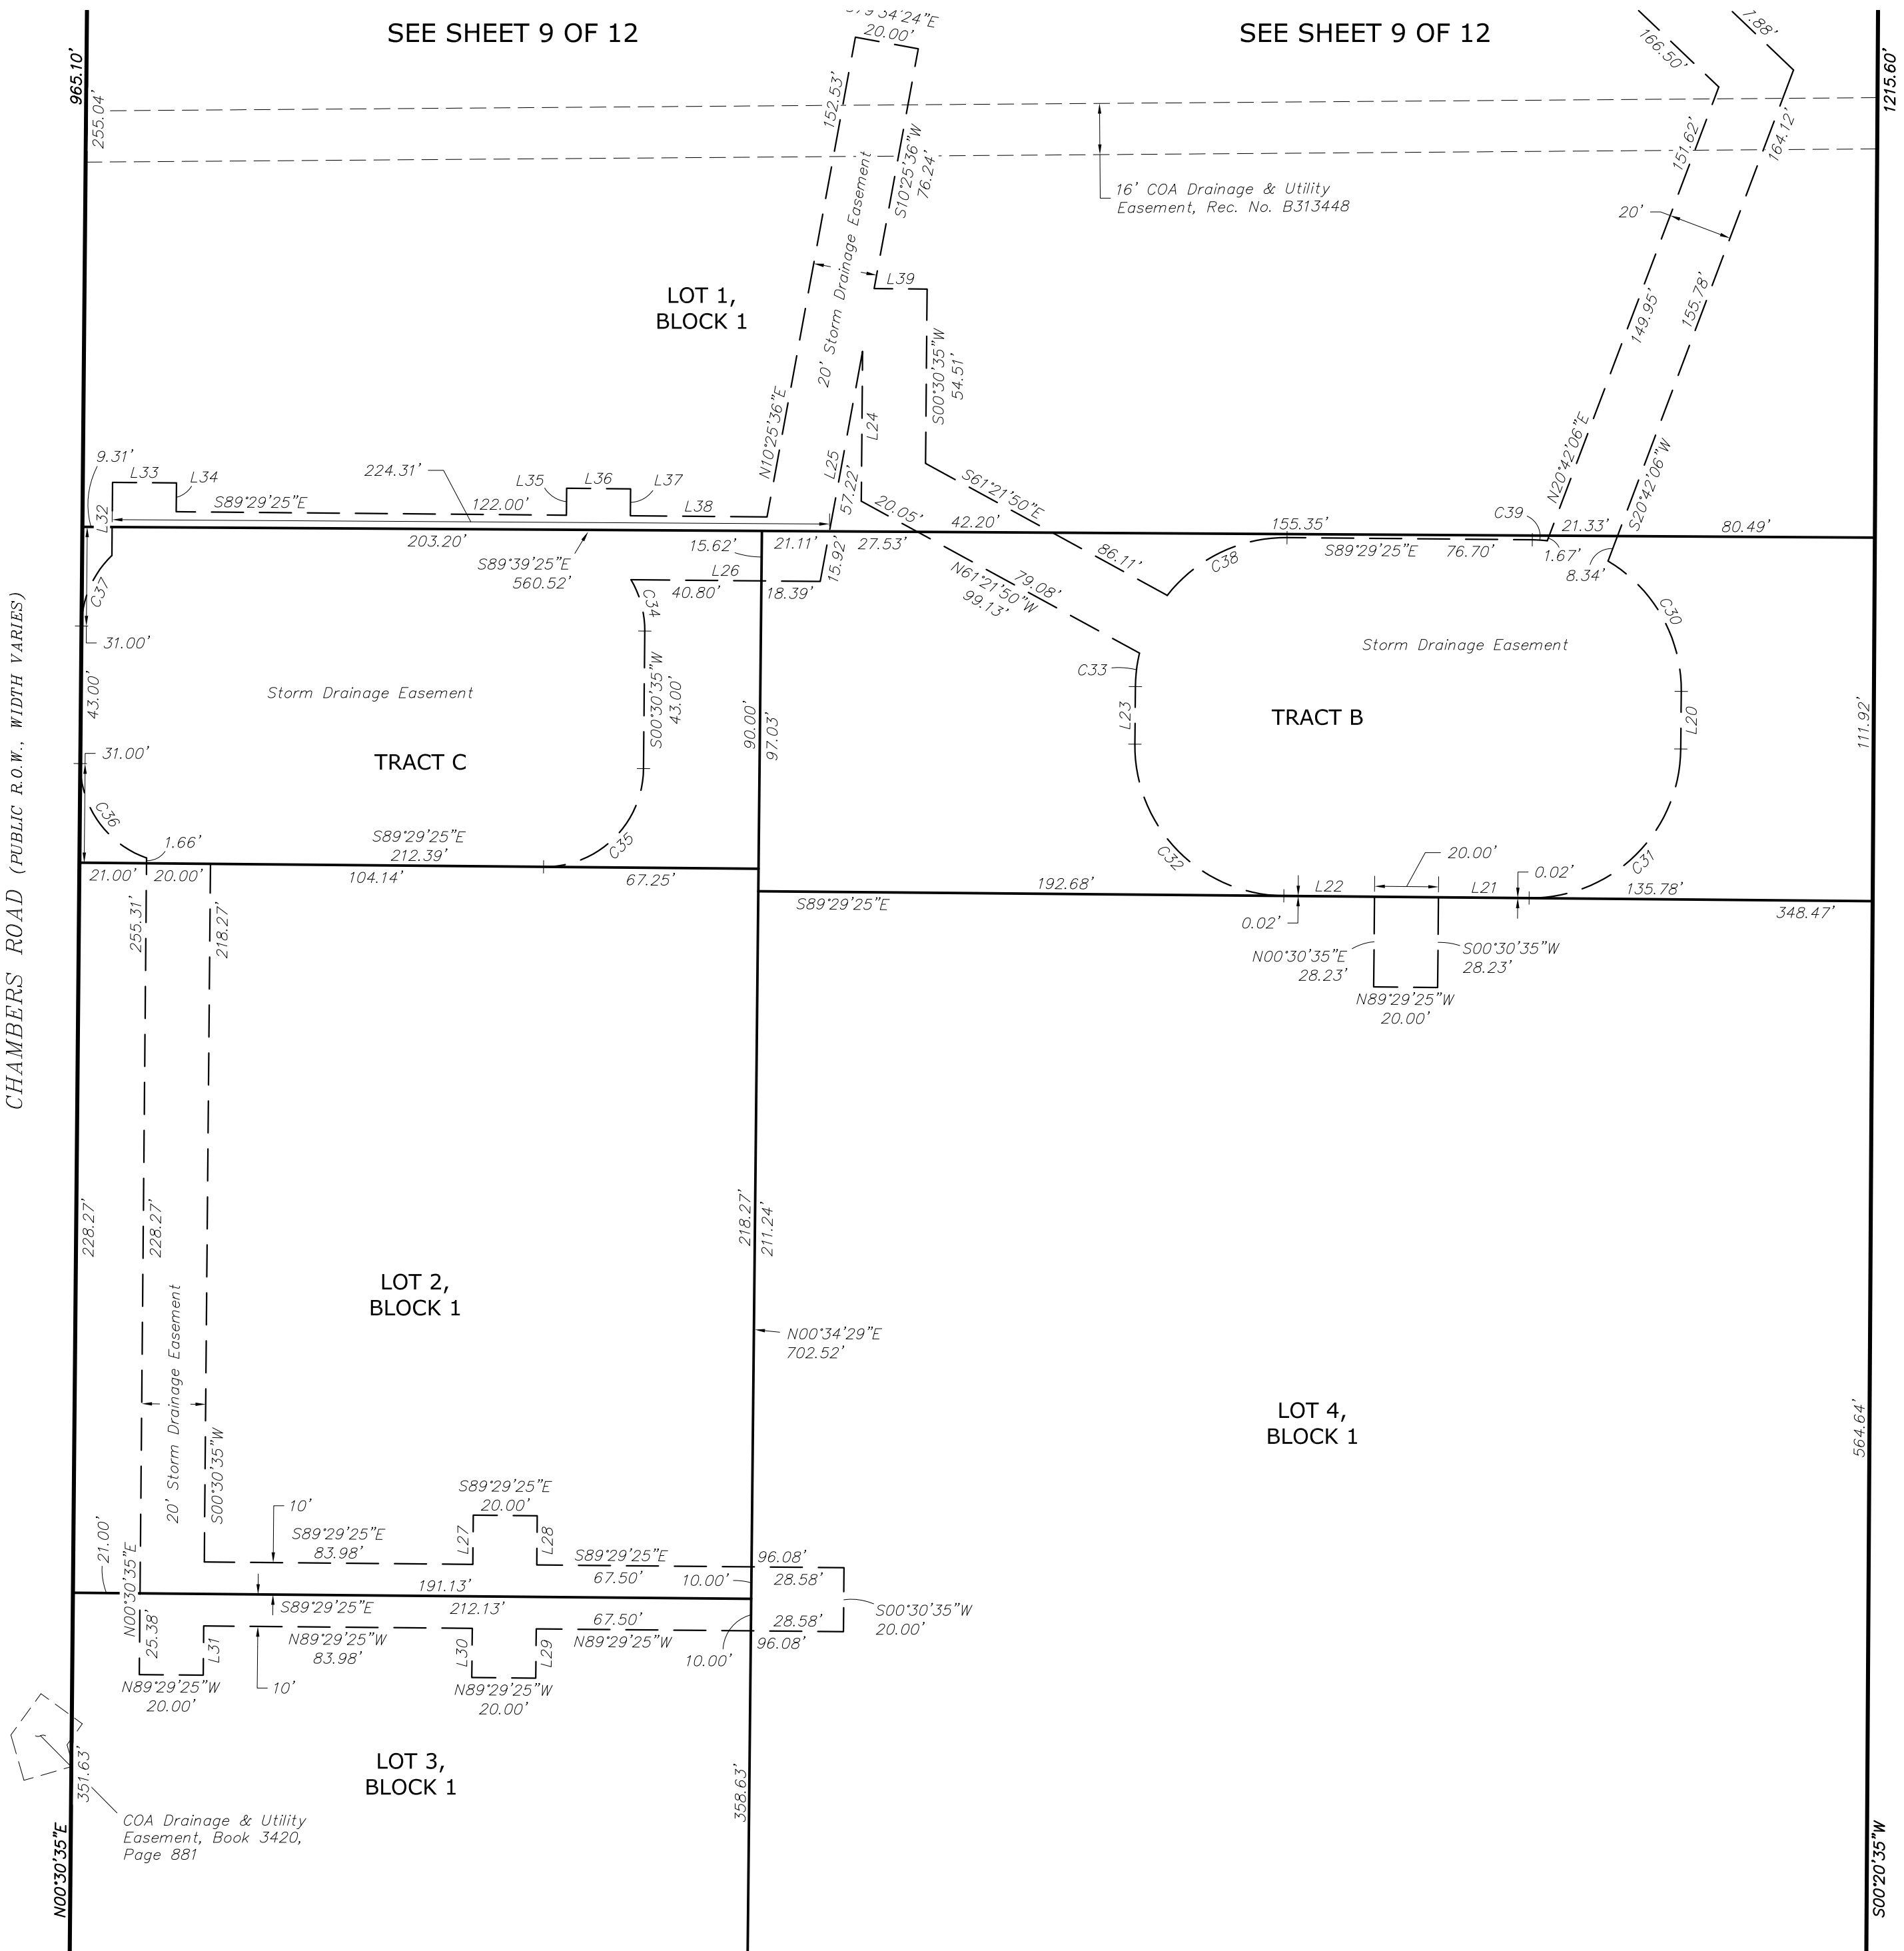 SEE SHEET 9 OF 12
SEE SHEET 9 OF 12
965.10'
255.04'
20.00'
152.53'
S10°25'36"W
76.24'
20' Storm Drainage Easement
166.50'
1.88'
1215.60'
151.62'
164.12'
20'
149.95'
155.78'
16' COA Drainage & Utility
Easement, Rec. No. B313448
LOT 1,
BLOCK 1
L39
S00°30'35"W
54.51'
L24
L25
57.22'
N10°25'36"E
N20°42'06"E
S20°42'06"W
9.31'
L33
L34
L32
S89°29'25"E
224.31'
122.00'
L35
L36
L37
L38
S61°21'50"E
20.05'
42.20'
155.35'
C39
21.33'
80.49'
203.20'
S89°39'25"E
560.52'
15.62'
21.11'
15.92'
27.53'
86.11'
C38
S89°29'25"E
76.70'
1.67'
8.34'
L26
40.80'
18.39'
N61°21'50"W
79.08'
99.13'
C37
31.00'
C34
C30
Storm Drainage Easement
Storm Drainage Easement
43.00'
S00°30'35"W
43.00'
C33
L23
L20
TRACT B
90.00'
97.03'
111.92'
31.00'
TRACT C
CHAMBERS ROAD (PUBLIC R.O.W., WIDTH VARIES)
C36
1.66'
S89°29'25"E
212.39'
C35
C32
20.00'
C31
21.00'
20.00'
104.14'
67.25'
192.68'
S89°29'25"E
L22
L21
0.02'
135.78'
0.02'
348.47'
255.31'
218.27'
N00°30'35"E
28.23'
S00°30'35"W
28.23'
N89°29'25"W
20.00'
228.27'
228.27'
218.27'
211.24'
LOT 2,
BLOCK 1
N00°34'29"E
702.52'
20' Storm Drainage Easement
S00°30'35"W
LOT 4,
BLOCK 1
564.64'
S89°29'25"E
20.00'
10'
21.00'
N00°30'35"E
S89°29'25"E
83.98'
L27
L28
S89°29'25"E
67.50'
96.08'
10.00'
28.58'
191.13'
S89°29'25"E
212.13'
67.50'
28.58'
S00°30'35"W
20.00'
25.38'
L31
N89°29'25"W
83.98'
L30
L29
N89°29'25"W
96.08'
10.00'
N89°29'25"W
20.00'
10'
N89°29'25"W
20.00'
351.63'
LOT 3,
BLOCK 1
358.63'
COA Drainage & Utility
Easement, Book 3420,
Page 881
N00°30'35"E
S00°20'35"W